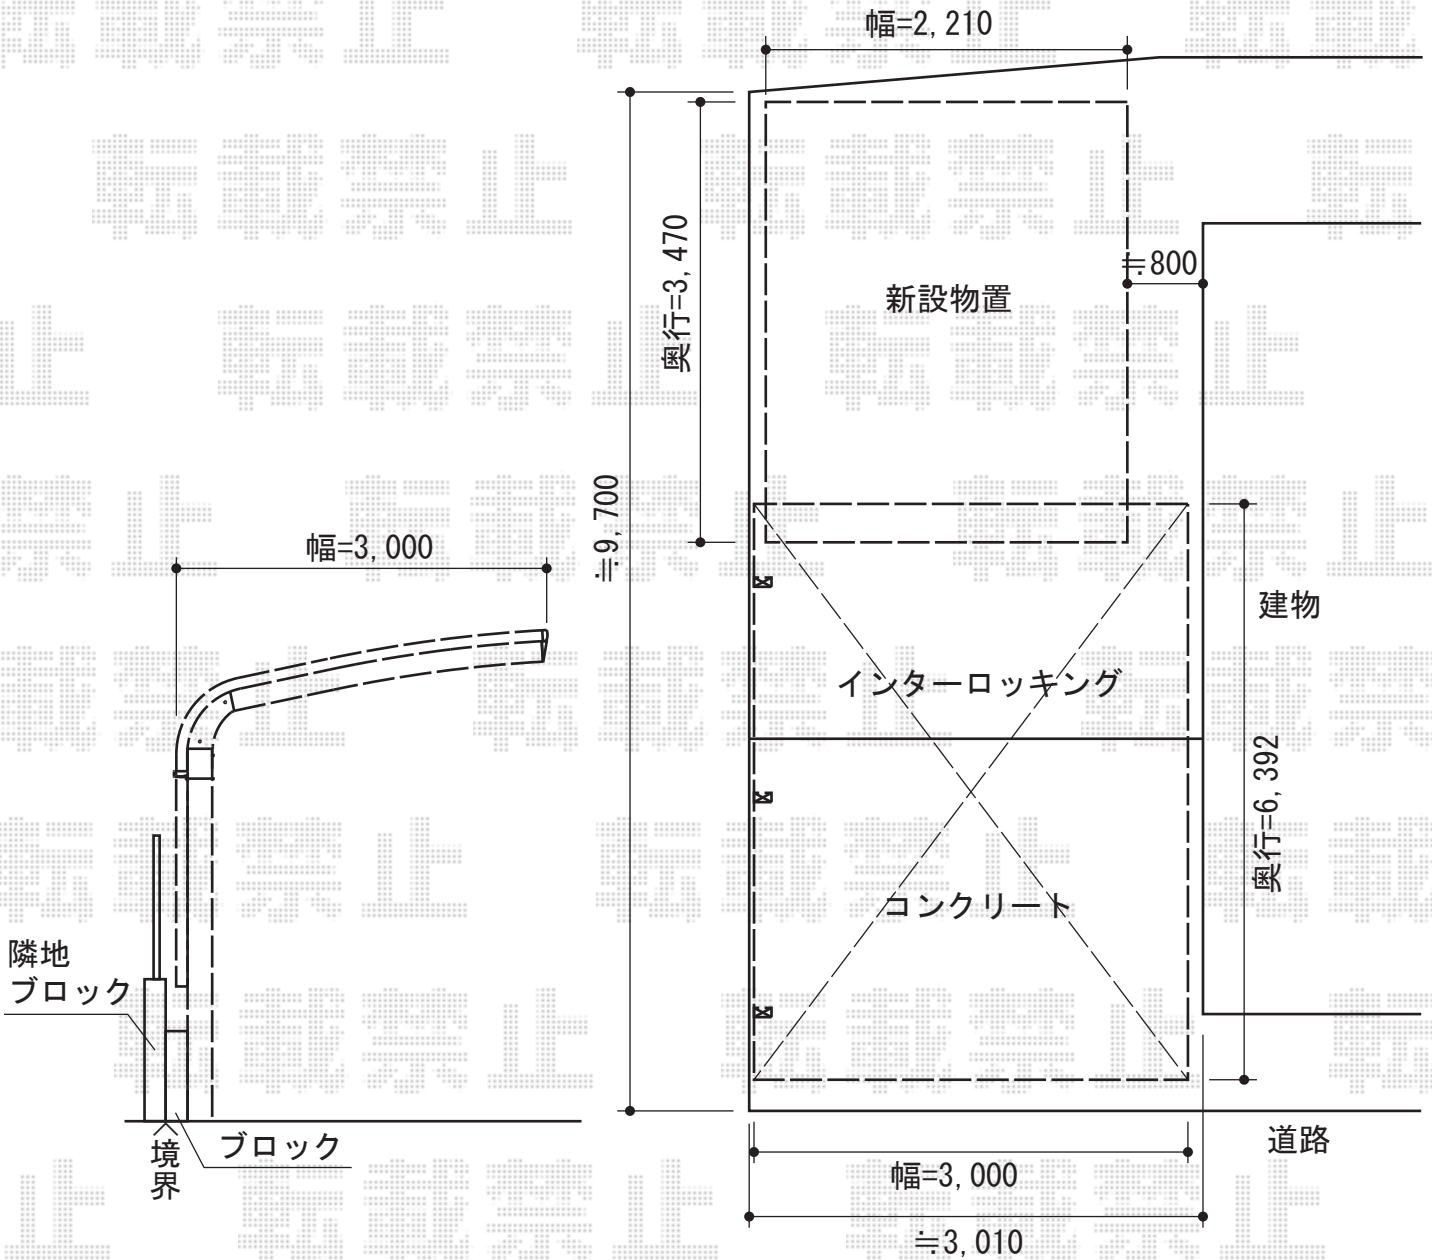 幅=2,210
奥行=3,470
≒800
新設物置
≒9,700
幅=3,000
建物
インターロッキング
奥行=6,392
コンクリート
隣地
ブロック
境界
ブロック
道路
幅=3,000
≒3,010
転載禁止